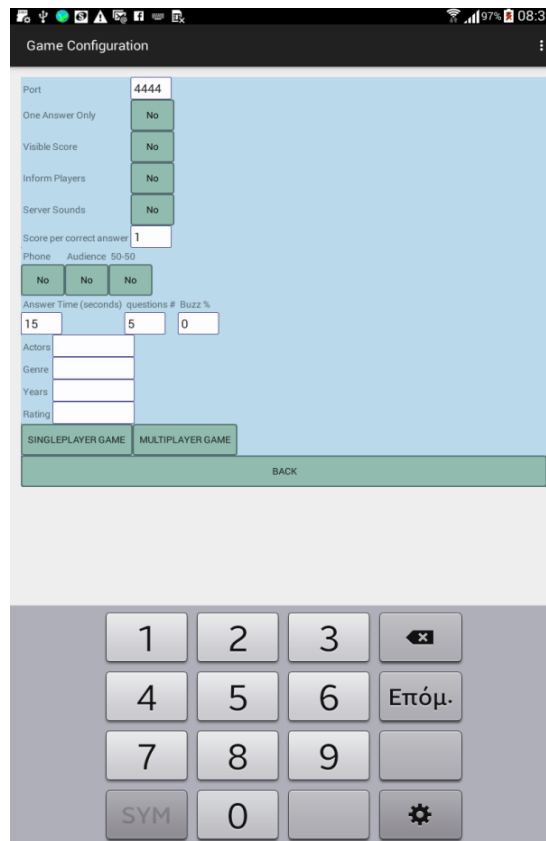 97% 08:3
Game Configuration
Port 4444
One Answer Only No
Visible Score No
Inform Players No
Server Sounds No
Score per correct answer 1
Phone Audience 50-50
No No No
Answer Time (seconds) questions # Buzz %
15 5 0
Actors
Genre
Years
Rating
SINGLEPLAYER GAME MULTIPLAYER GAME
BACK
1 2 3
4 5 6 Επόμ.
7 8 9
SYM 0